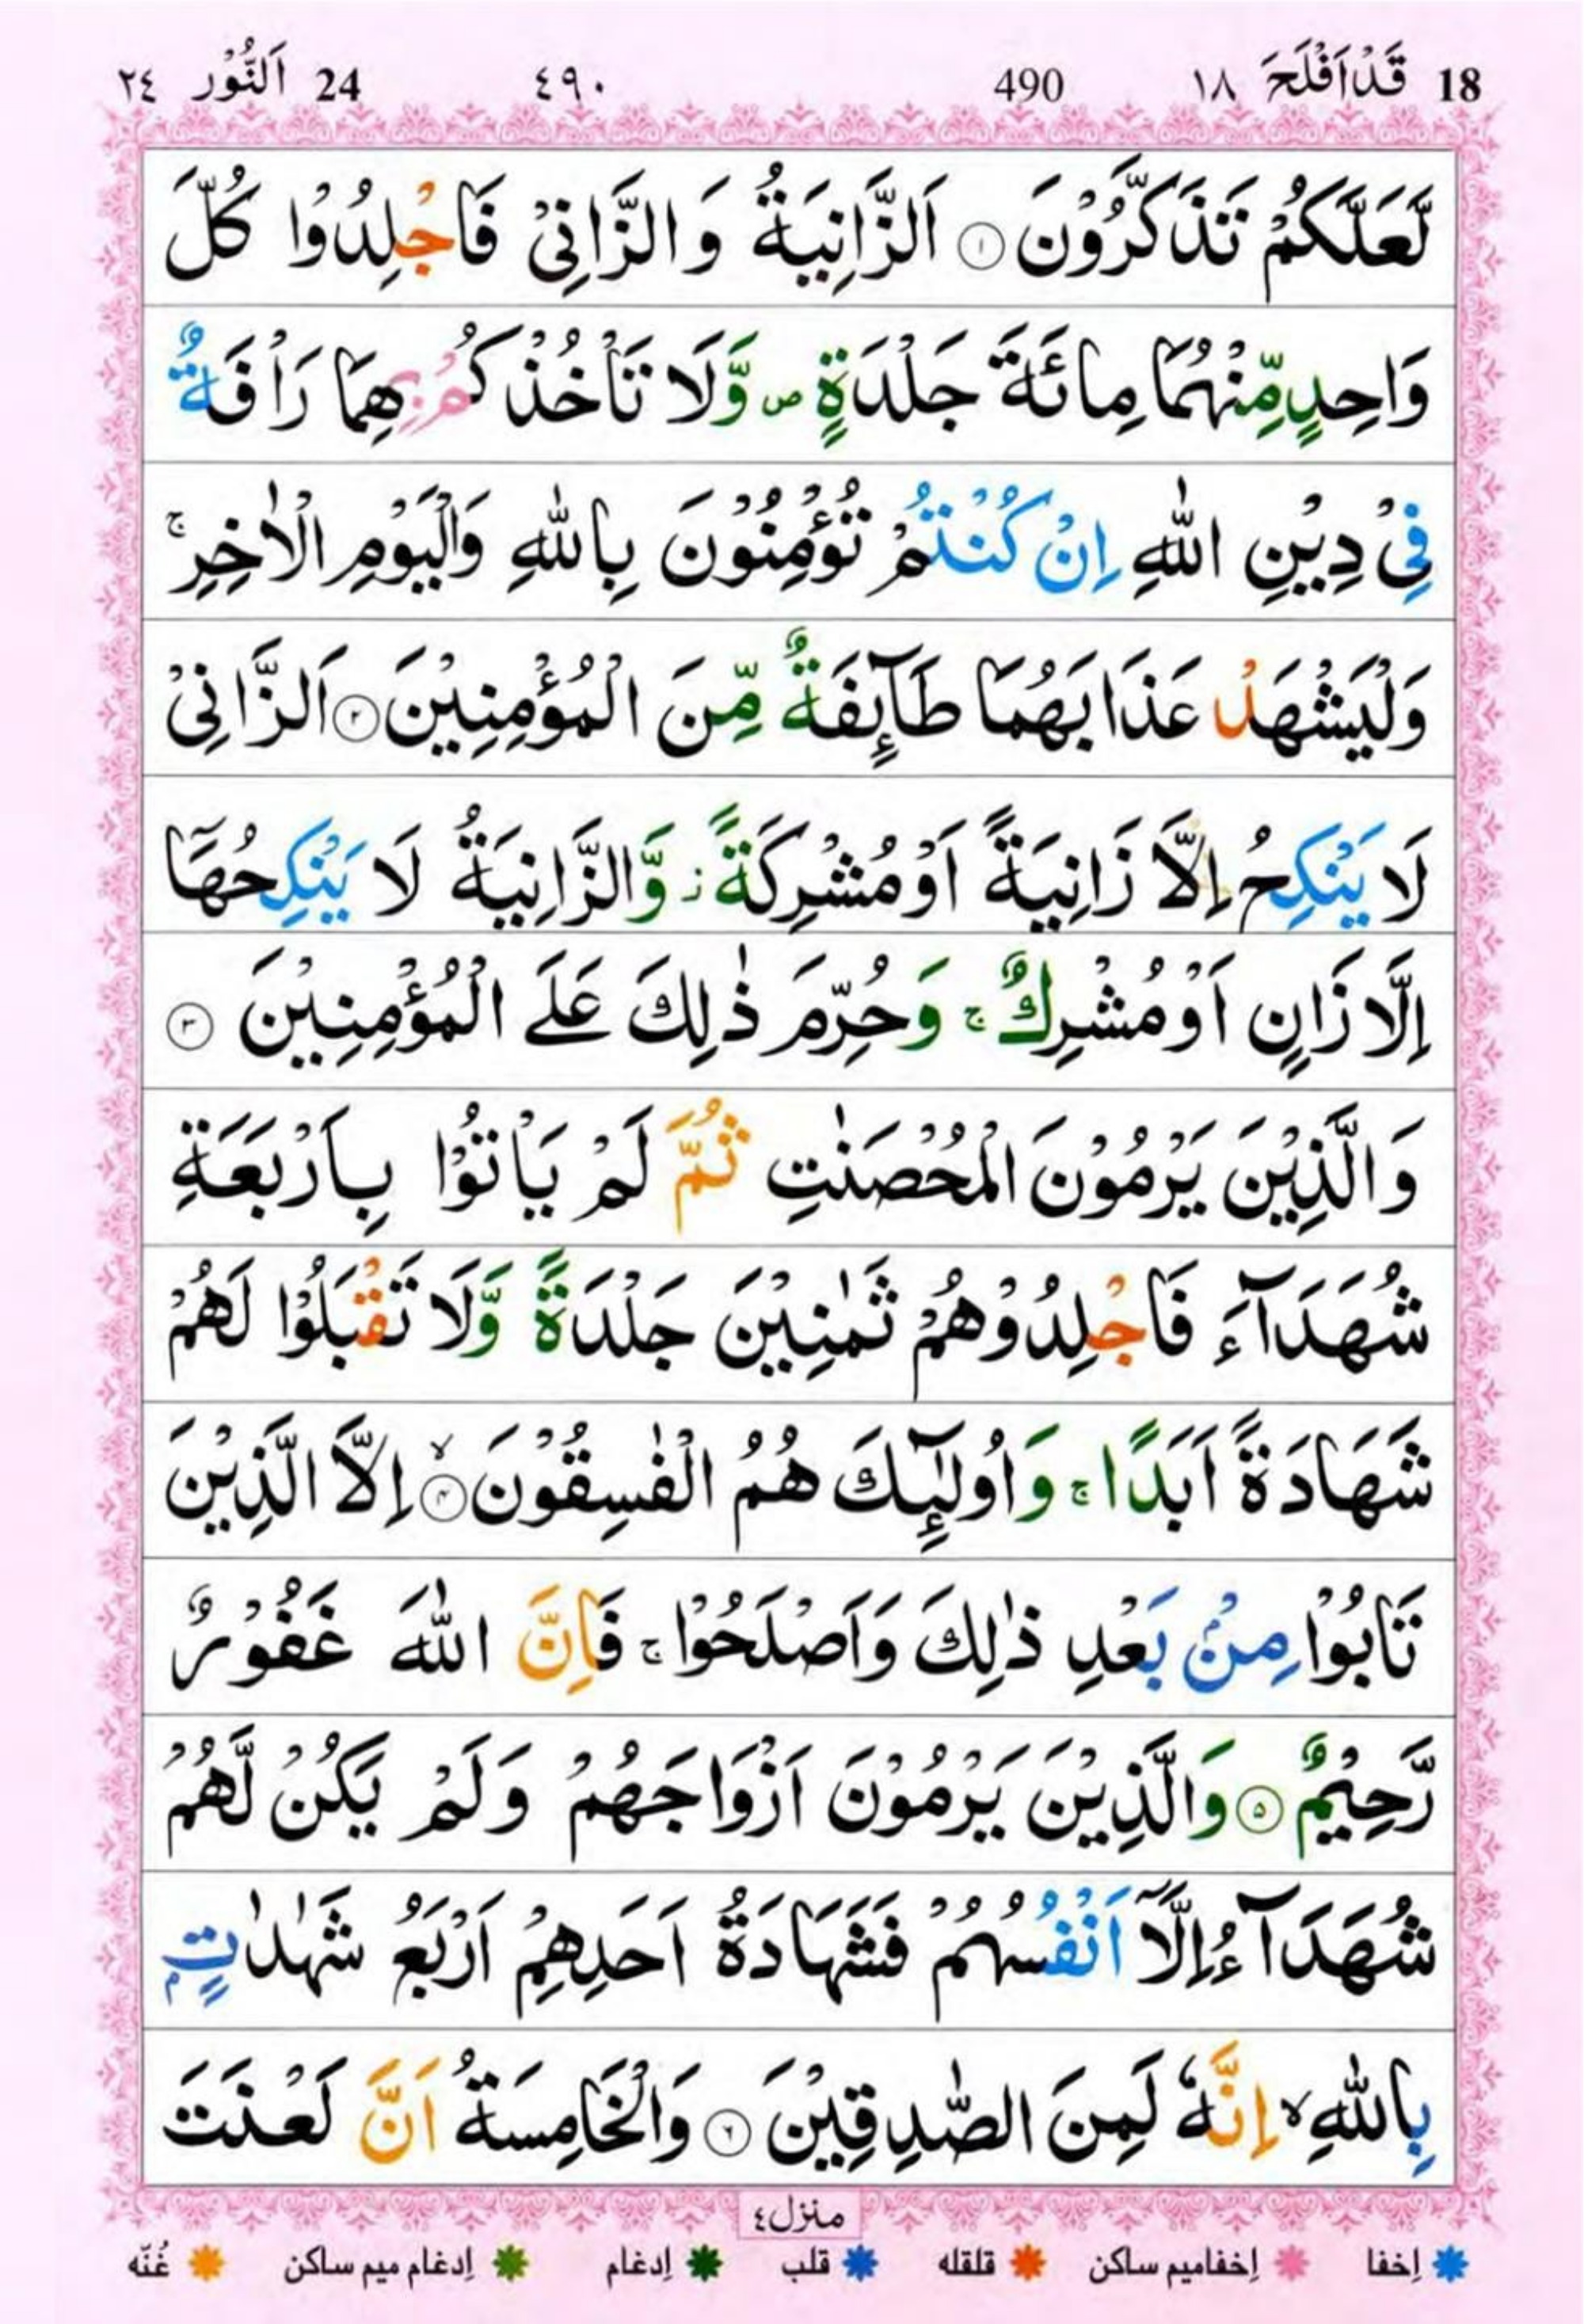 18 قَدْاَفْلَحَ ١٨ 490 ٤٩٠ 24 اَلنُّوْر ٢٤
لَّعَلَّكُمْ تَذَكَّرُوْنَ ۝١ اَلزَّانِيَةُ وَالزَّانِىْ فَاجْلِدُوْا كُلَّ
وَاحِدٍ مِّنْهُمَا مِائَةَ جَلْدَةٍ ص وَّلَا تَاْخُذْكُمْ بِهِمَا رَاْفَةٌ
فِىْ دِيْنِ اللّٰهِ اِنْ كُنْتُمْ تُؤْمِنُوْنَ بِاللّٰهِ وَالْيَوْمِ الْاٰخِرِ ۚ
وَلْيَشْهَدْ عَذَابَهُمَا طَآئِفَةٌ مِّنَ الْمُؤْمِنِيْنَ ۝٢ اَلزَّانِىْ
لَا يَنْكِحُ اِلَّا زَانِيَةً اَوْ مُشْرِكَةً ز وَّالزَّانِيَةُ لَا يَنْكِحُهَا
اِلَّا زَانٍ اَوْ مُشْرِكٌ ۚ وَحُرِّمَ ذٰلِكَ عَلَى الْمُؤْمِنِيْنَ ۝٣
وَالَّذِيْنَ يَرْمُوْنَ الْمُحْصَنٰتِ ثُمَّ لَمْ يَاْتُوْا بِاَرْبَعَةِ
شُهَدَآءَ فَاجْلِدُوْهُمْ ثَمٰنِيْنَ جَلْدَةً وَّلَا تَقْبَلُوْا لَهُمْ
شَهَادَةً اَبَدًا ۚ وَاُولٰٓئِكَ هُمُ الْفٰسِقُوْنَ ۙ۝٤ اِلَّا الَّذِيْنَ
تَابُوْا مِنْۢ بَعْدِ ذٰلِكَ وَاَصْلَحُوْا ۚ فَاِنَّ اللّٰهَ غَفُوْرٌ
رَّحِيْمٌ ۝٥ وَالَّذِيْنَ يَرْمُوْنَ اَزْوَاجَهُمْ وَلَمْ يَكُنْ لَّهُمْ
شُهَدَآءُ اِلَّآ اَنْفُسُهُمْ فَشَهَادَةُ اَحَدِهِمْ اَرْبَعُ شَهٰدٰتٍۭ
بِاللّٰهِ ۙ اِنَّهٗ لَمِنَ الصّٰدِقِيْنَ ۝٦ وَالْخَامِسَةُ اَنَّ لَعْنَتَ
منزل٤
اِخفا اِخفامیم ساکن قلقله قلب اِدغام اِدغام میم ساکن غُنّه